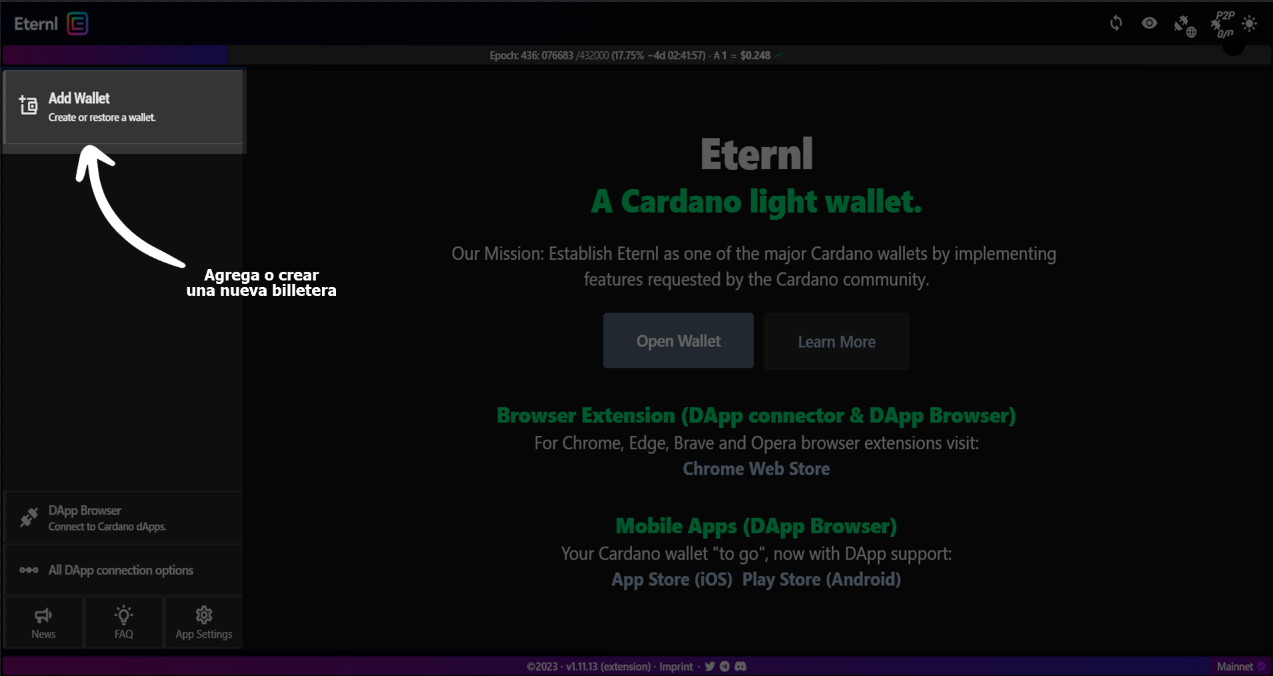 Eternl
P2P
0/0
Epoch: 436: 076683 /432000 (17.75% ~4d 02:41:57) · ₳ 1 = $0.248
Add Wallet
Create or restore a wallet.
Agrega o crear
una nueva billetera
Eternl
A Cardano light wallet.
Our Mission: Establish Eternl as one of the major Cardano wallets by implementing
features requested by the Cardano community.
Open Wallet
Learn More
Browser Extension (DApp connector & DApp Browser)
For Chrome, Edge, Brave and Opera browser extensions visit:
Chrome Web Store
Mobile Apps (DApp Browser)
Your Cardano wallet "to go", now with DApp support:
App Store (iOS) Play Store (Android)
DApp Browser
Connect to Cardano dApps.
All DApp connection options
News
FAQ
App Settings
©2023 · v1.11.13 (extension) · Imprint ·
Mainnet